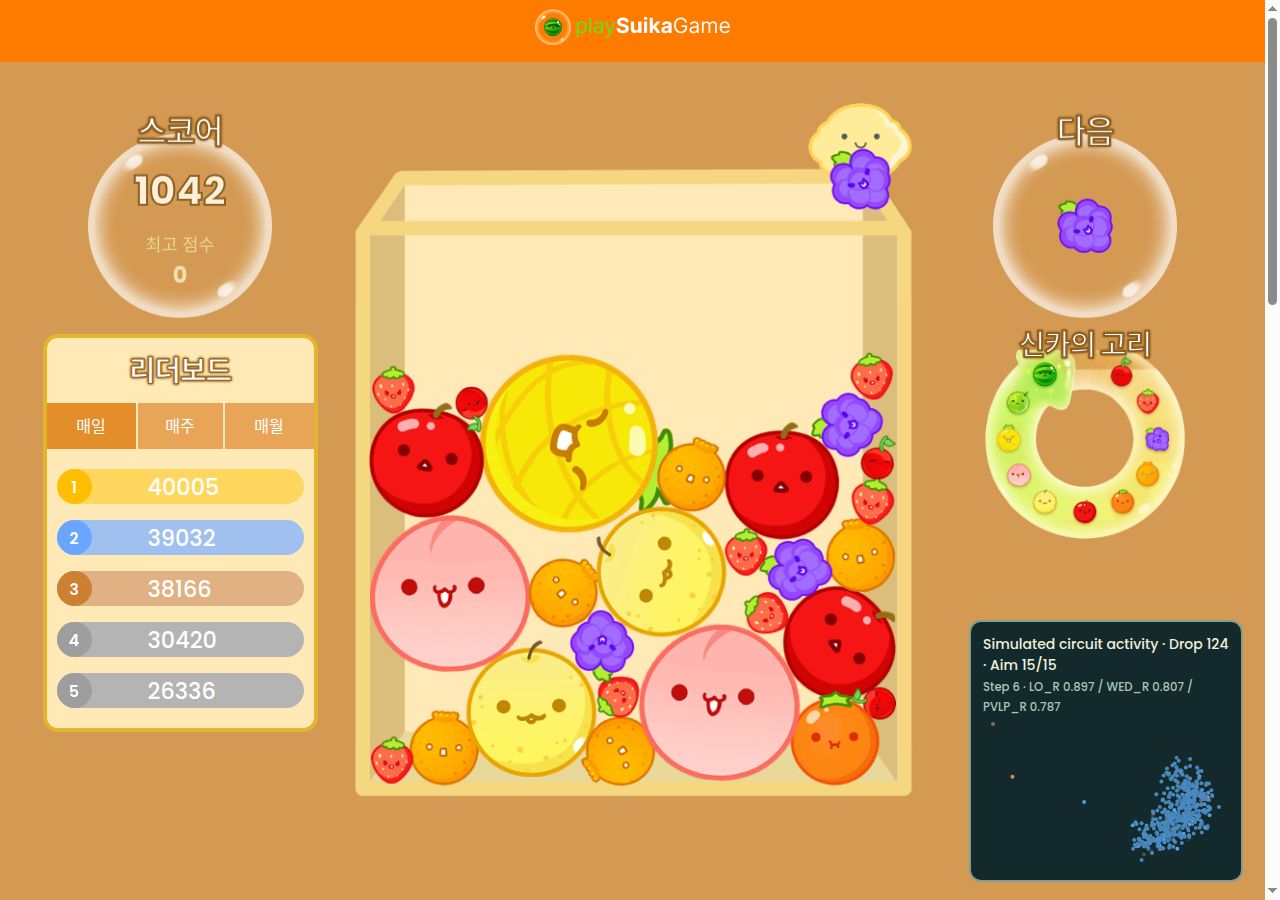 playSuikaGame
스코어
1042
최고 점수
0
다음
리더보드
매일 매주 매월
1 40005
2 39032
3 38166
4 30420
5 26336
신카의 고리
Simulated circuit activity · Drop 124
· Aim 15/15
Step 6 · LO_R 0.897 / WED_R 0.807 /
PVLP_R 0.787